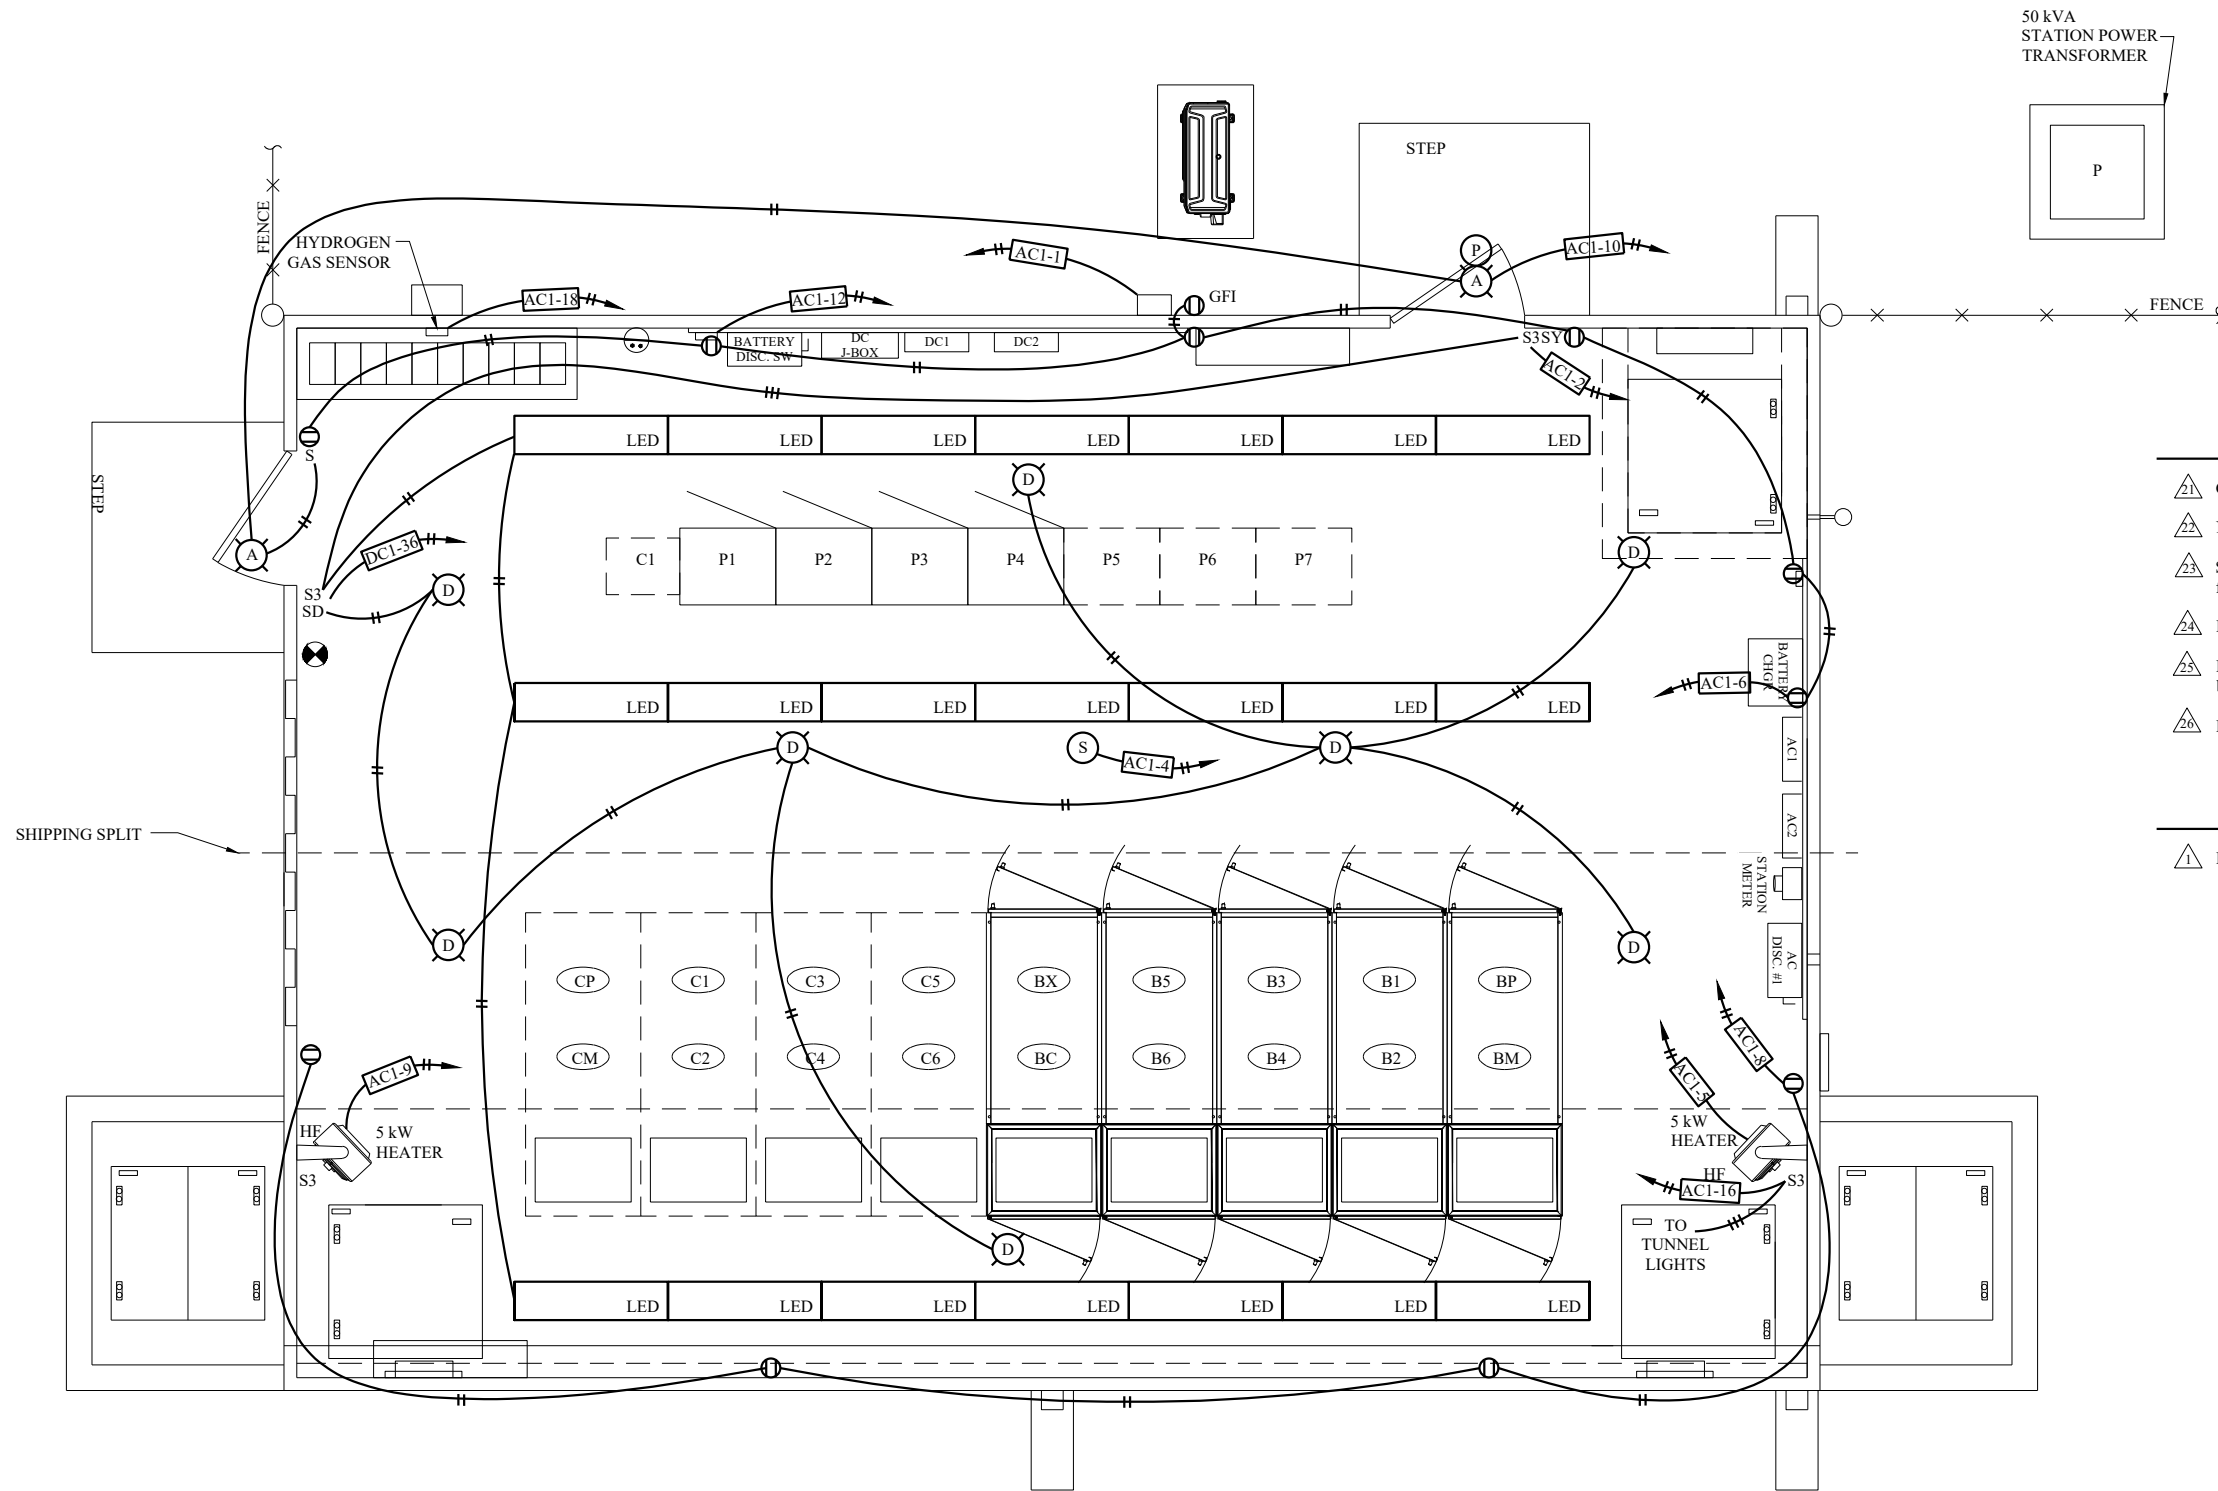 50 kVA
STATION POWER
TRANSFORMER
P
STEP
FENCE
HYDROGEN
GAS SENSOR
AC1-1
P
AC1-10
A
AC1-18
AC1-12
GFI
FENCE
BATTERY
DISC. SW
DC
J-BOX
DC1
DC2
S3SY
AC1-2
LED
LED
LED
LED
LED
LED
LED
S
STEP
D
21
22
23
24
25
26
1
A
DC1-36
D
C1
P1
P2
P3
P4
P5
P6
P7
D
S3
SD
BATTERY
CHGR
AC1-6
LED
LED
LED
LED
LED
LED
LED
D
S
AC1-4
D
AC1
AC2
SHIPPING SPLIT
STATION
METER
D
D
AC
DISC. #1
CP
C1
C3
C5
BX
B5
B3
B1
BP
CM
C2
C4
C6
BC
B6
B4
B2
BM
AC1-8
AC1-9
AC1-5
HF
5 kW
HEATER
S3
5 kW
HEATER
HF
AC1-16
S3
TO
TUNNEL
LIGHTS
D
LED
LED
LED
LED
LED
LED
LED